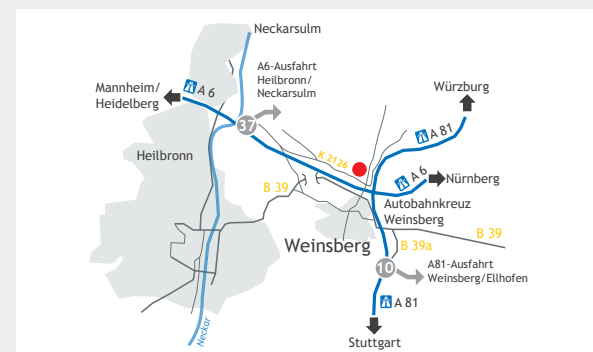 Neckarsulm
A6-Ausfahrt
Heilbronn/
Neckarsulm
Mannheim/
Heidelberg
A 6
37
Würzburg
A 81
K 2126
Heilbronn
A 6
Nürnberg
B 39
Autobahnkreuz
Weinsberg
Weinsberg
B 39
B 39a
10
A81-Ausfahrt
Weinsberg/Ellhofen
A 81
Neckar
Stuttgart